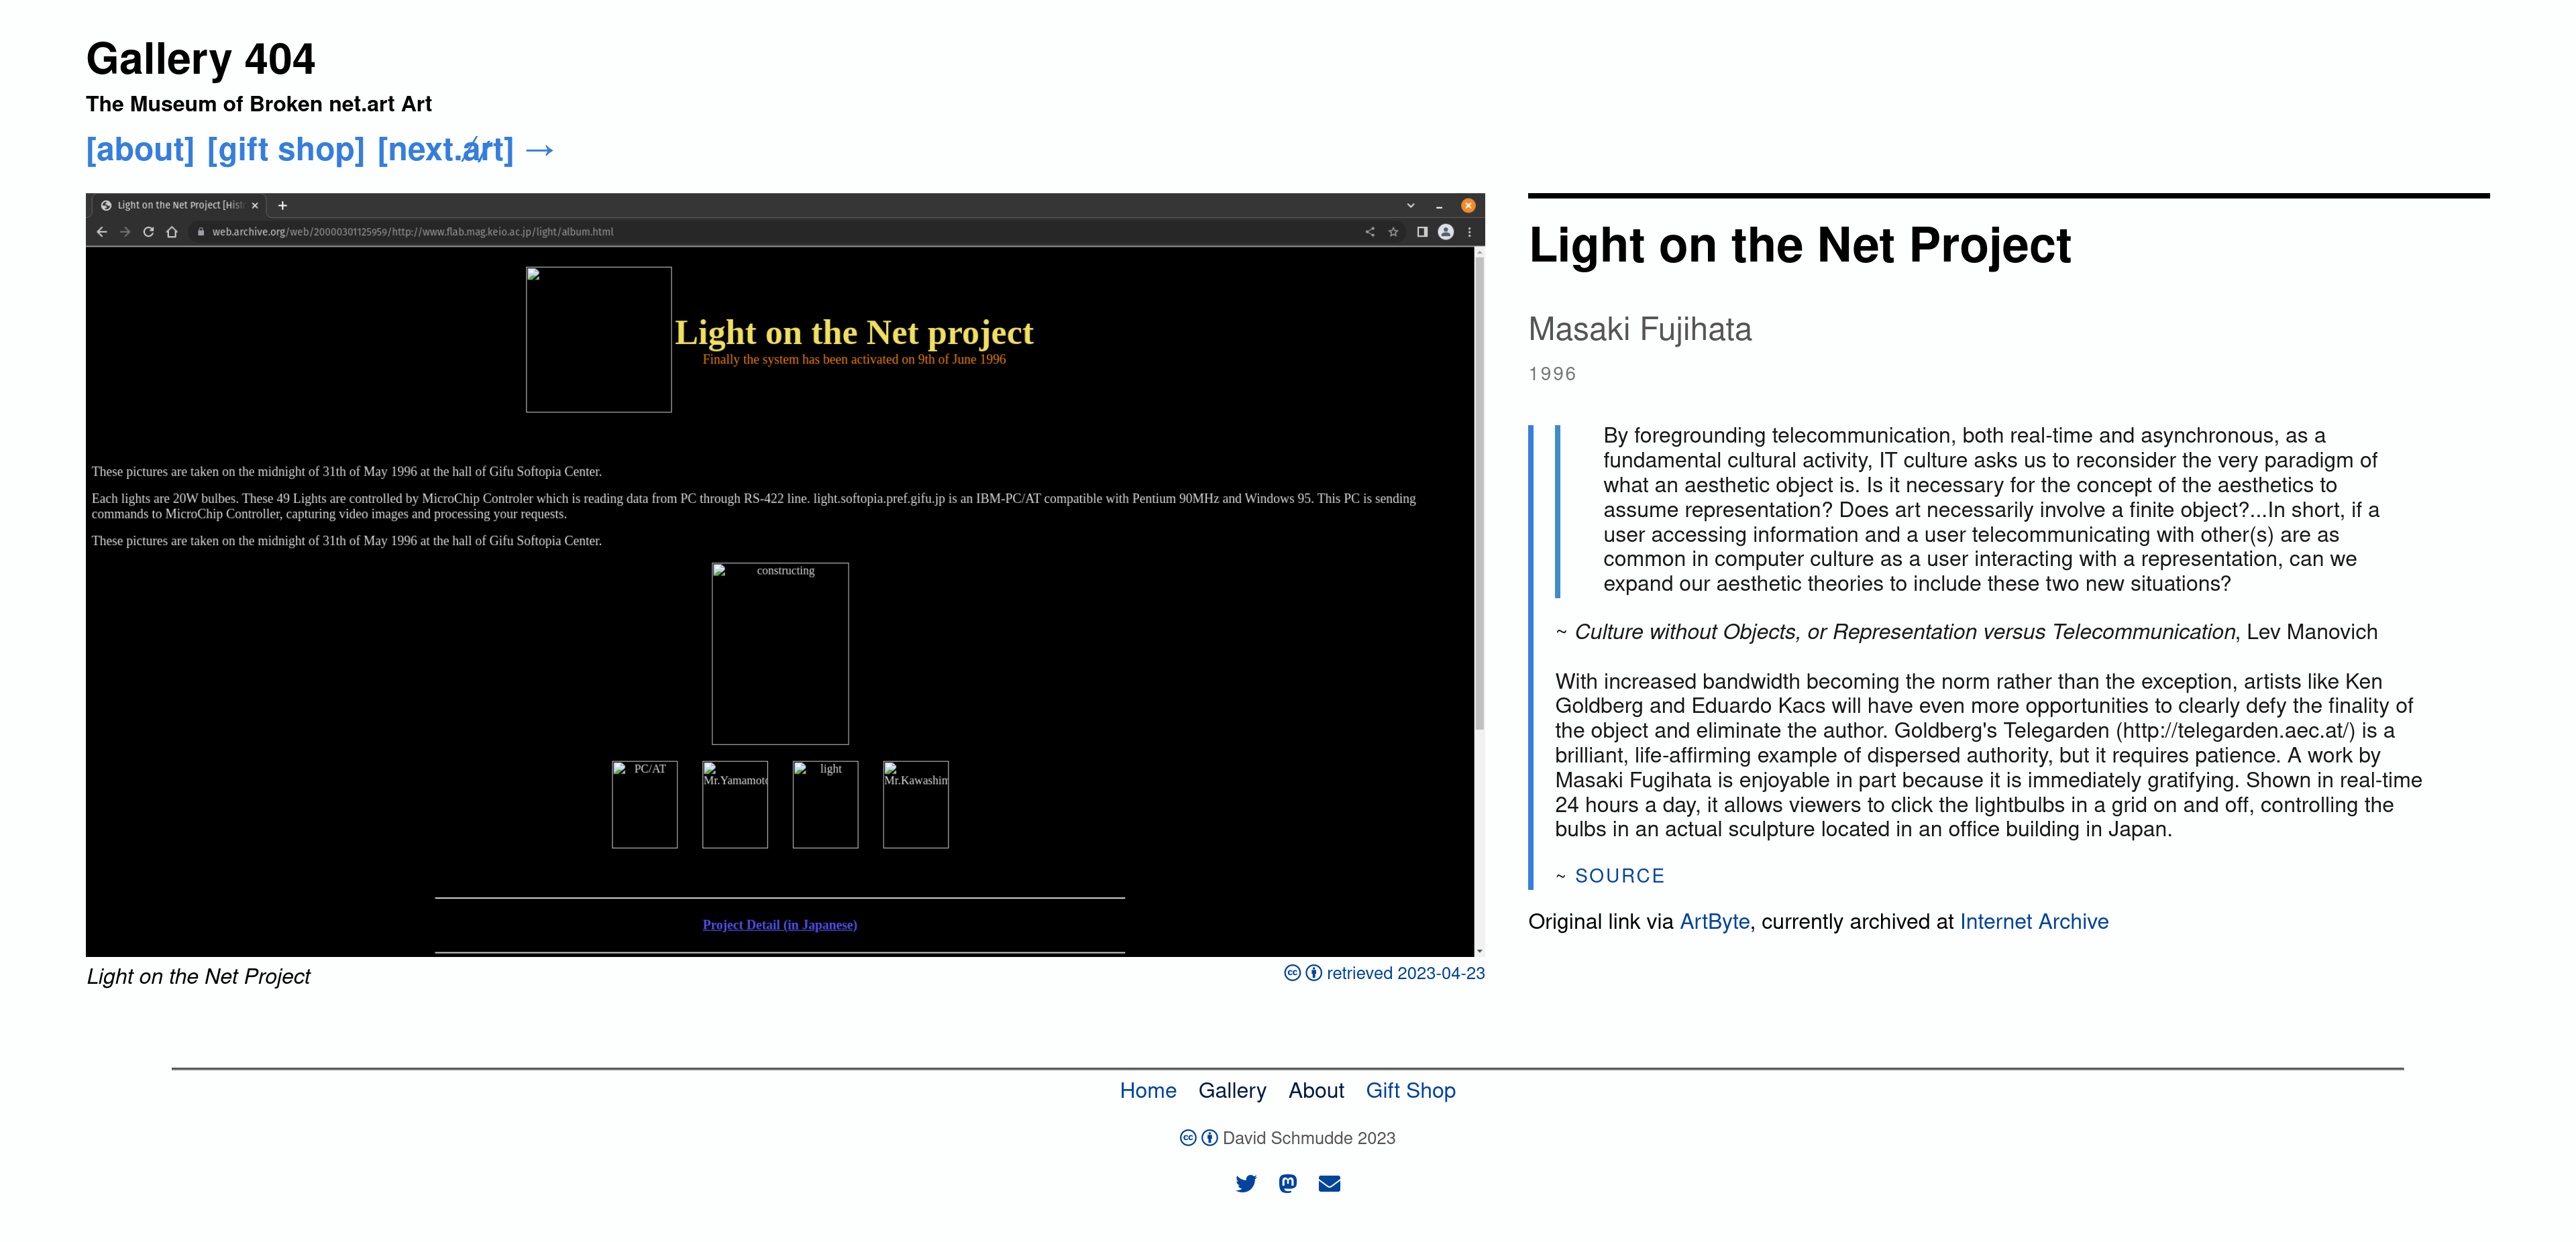 Gallery 404
The Museum of Broken net.art Art
[about] [gift shop] [next.art] →
Light on the Net Project [Hist
web.archive.org/web/20000301125959/http://www.flab.mag.keio.ac.jp/light/album.html
Light on the Net project
Finally the system has been activated on 9th of June 1996
These pictures are taken on the midnight of 31th of May 1996 at the hall of Gifu Softopia Center.
Each lights are 20W bulbes. These 49 Lights are controlled by MicroChip Controler which is reading data from PC through RS-422 line. light.softopia.pref.gifu.jp is an IBM-PC/AT compatible with Pentium 90MHz and Windows 95. This PC is sending
commands to MicroChip Controller, capturing video images and processing your requests.
These pictures are taken on the midnight of 31th of May 1996 at the hall of Gifu Softopia Center.
constructing
PC/AT
Mr.Yamamoto
light
Mr.Kawashim
Project Detail (in Japanese)
Light on the Net Project
retrieved 2023-04-23
Light on the Net Project
Masaki Fujihata
1996
By foregrounding telecommunication, both real-time and asynchronous, as a
fundamental cultural activity, IT culture asks us to reconsider the very paradigm of
what an aesthetic object is. Is it necessary for the concept of the aesthetics to
assume representation? Does art necessarily involve a finite object?...In short, if a
user accessing information and a user telecommunicating with other(s) are as
common in computer culture as a user interacting with a representation, can we
expand our aesthetic theories to include these two new situations?
~ Culture without Objects, or Representation versus Telecommunication, Lev Manovich
With increased bandwidth becoming the norm rather than the exception, artists like Ken
Goldberg and Eduardo Kacs will have even more opportunities to clearly defy the finality of
the object and eliminate the author. Goldberg's Telegarden (http://telegarden.aec.at/) is a
brilliant, life-affirming example of dispersed authority, but it requires patience. A work by
Masaki Fugihata is enjoyable in part because it is immediately gratifying. Shown in real-time
24 hours a day, it allows viewers to click the lightbulbs in a grid on and off, controlling the
bulbs in an actual sculpture located in an office building in Japan.
~ SOURCE
Original link via ArtByte, currently archived at Internet Archive
Home Gallery About Gift Shop
David Schmudde 2023